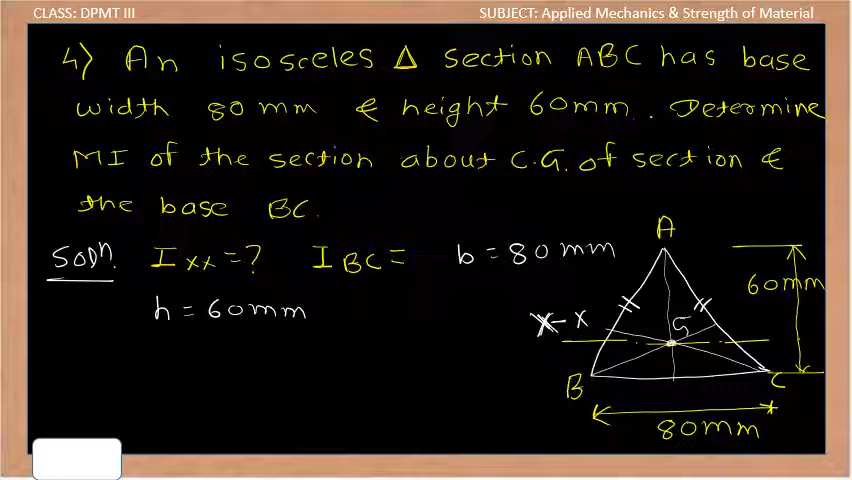 CLASS: DPMT III
SUBJECT: Applied Mechanics & Strength of Material
4) An isosceles Δ section ABC has base
width 80 mm & height 60mm. Determine
MI of the section about C.G. of section &
the base BC.
Soln. I xx = ? I BC = b = 80 mm
h = 60mm
A
60mm
x - x
G
B
C
80mm